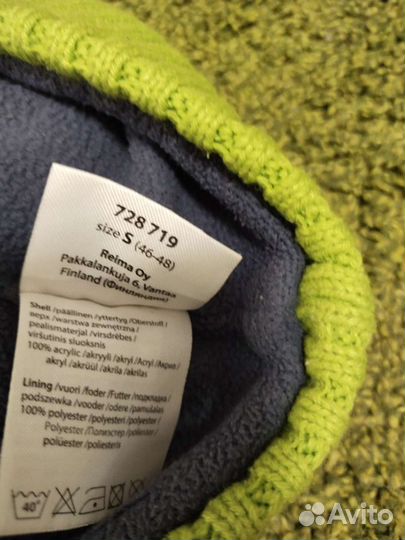 728 719
size S (46-48)
Reima Oy
Pakkalankuja 6, Vantaa
Finland (Финляндия)
Shell /päällinen /yttertyg /Oberstoff /
верх /warstwa zewnętrzna /
pealismaterjal /virsdrēbes/
viršutinis sluoksnis
100% acrylic /akryyli /akryl /Acryl /Акрил /
akryl /akrüül /akrila /akrilas
Lining /vuori /foder /Futter /подкладка /
podszewka /vooder /odere /pamušalas
100% polyester /polyesteri /polyester/
Polyester /Полиэстер /poliester /
polüester /poliesters /poliesteris
40°
Avito